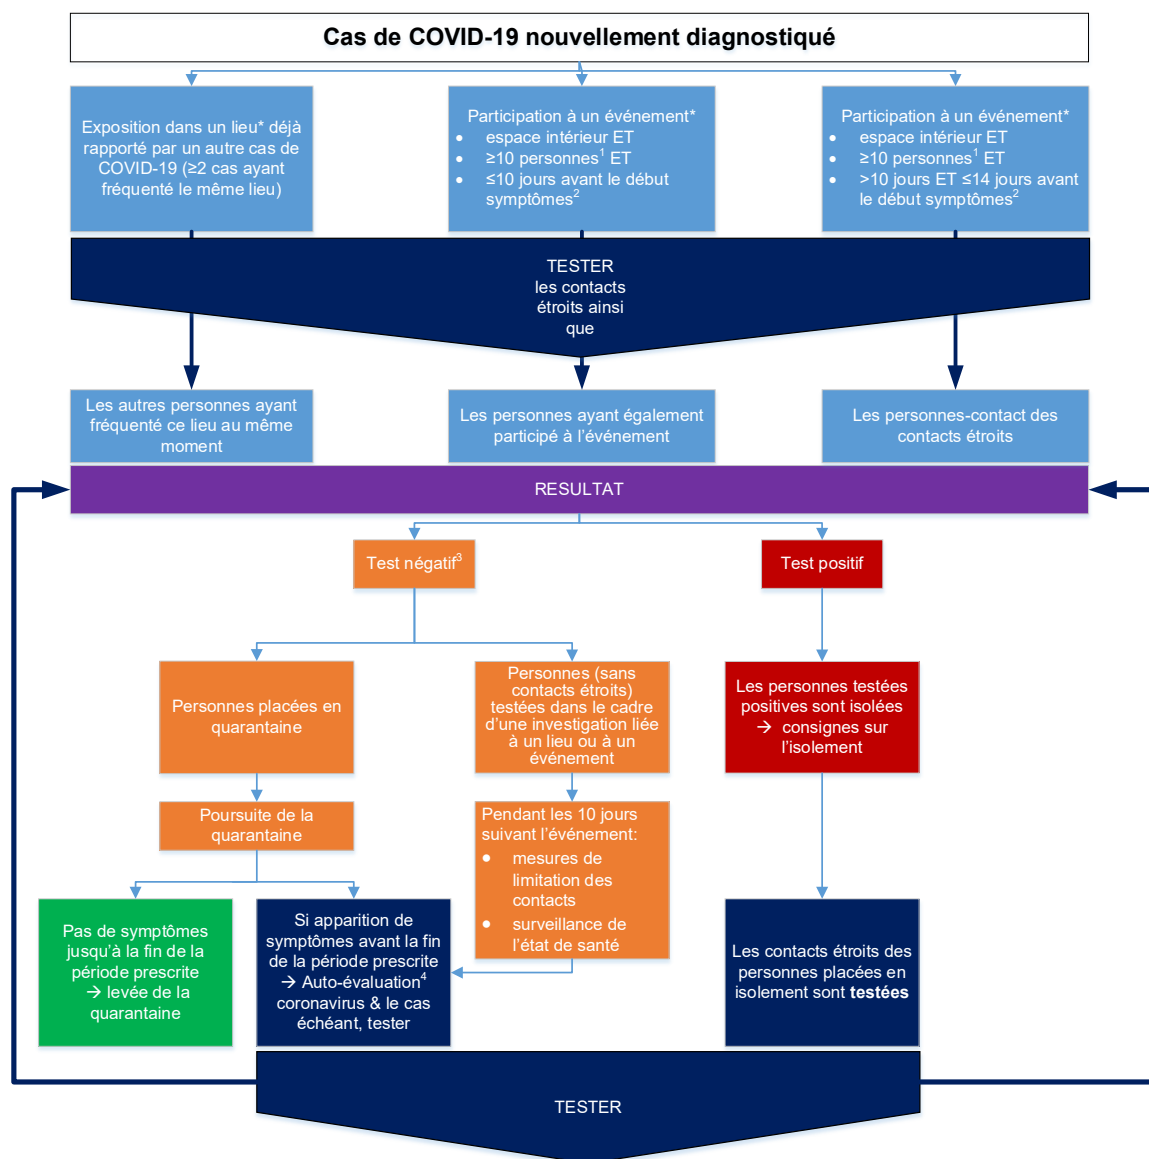 Cas de COVID-19 nouvellement diagnostiqué
Exposition dans un lieu* déjà
rapporté par un autre cas de
COVID-19 (≥2 cas ayant
fréquenté le même lieu)
Participation à un événement*
• espace intérieur ET
• ≥10 personnes¹ ET
• ≤10 jours avant le début
symptômes²
Participation à un événement*
• espace intérieur ET
• ≥10 personnes¹ ET
• >10 jours ET ≤14 jours avant
le début symptômes²
TESTER
les contacts
étroits ainsi
que
Les autres personnes ayant
fréquenté ce lieu au même
moment
Les personnes ayant également
participé à l'événement
Les personnes-contact des
contacts étroits
RESULTAT
Test négatif³
Test positif
Personnes placées en
quarantaine
Personnes (sans
contacts étroits)
testées dans le cadre
d'une investigation liée
à un lieu ou à un
événement
Les personnes testées
positives sont isolées
→ consignes sur
l'isolement
Poursuite de la
quarantaine
Pendant les 10 jours
suivant l'événement:
• mesures de
limitation des
contacts
• surveillance de
l'état de santé
Pas de symptômes
jusqu'à la fin de la
période prescrite
→ levée de la
quarantaine
Si apparition de
symptômes avant la fin
de la période prescrite
→ Auto-évaluation⁴
coronavirus & le cas
échéant, tester
Les contacts étroits des
personnes placées en
isolement sont testées
TESTER